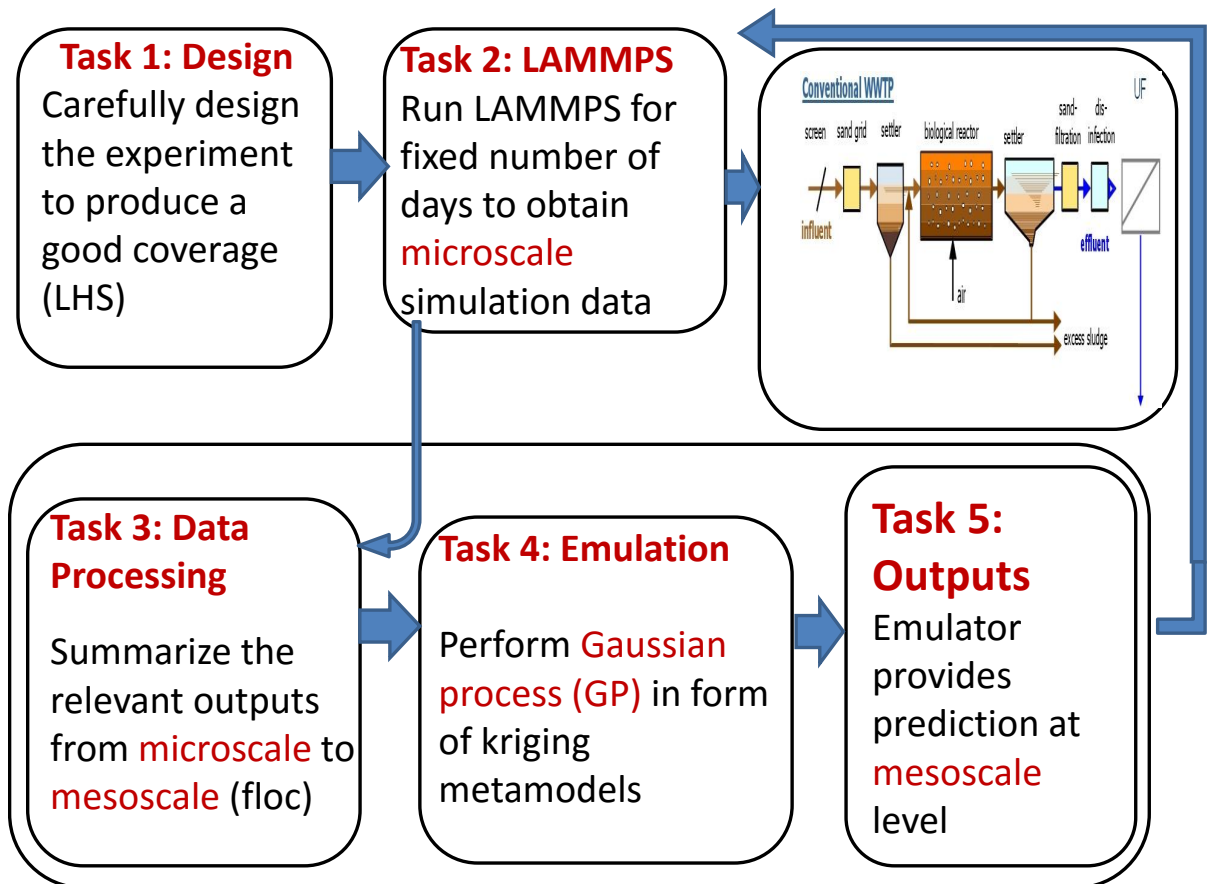 Task 1: Design
Carefully design
the experiment
to produce a
good coverage
(LHS)
Task 2: LAMMPS
Run LAMMPS for
fixed number of
days to obtain
microscale
simulation data
Conventional WWTP
UF
screen
sand grid
settler
biological reactor
settler
sand-
filtration
dis-
infection
influent
effluent
air
excess sludge
Task 3: Data
Processing
Summarize the
relevant outputs
from microscale to
mesoscale (floc)
Task 4: Emulation
Perform Gaussian
process (GP) in form
of kriging
metamodels
Task 5:
Outputs
Emulator
provides
prediction at
mesoscale
level